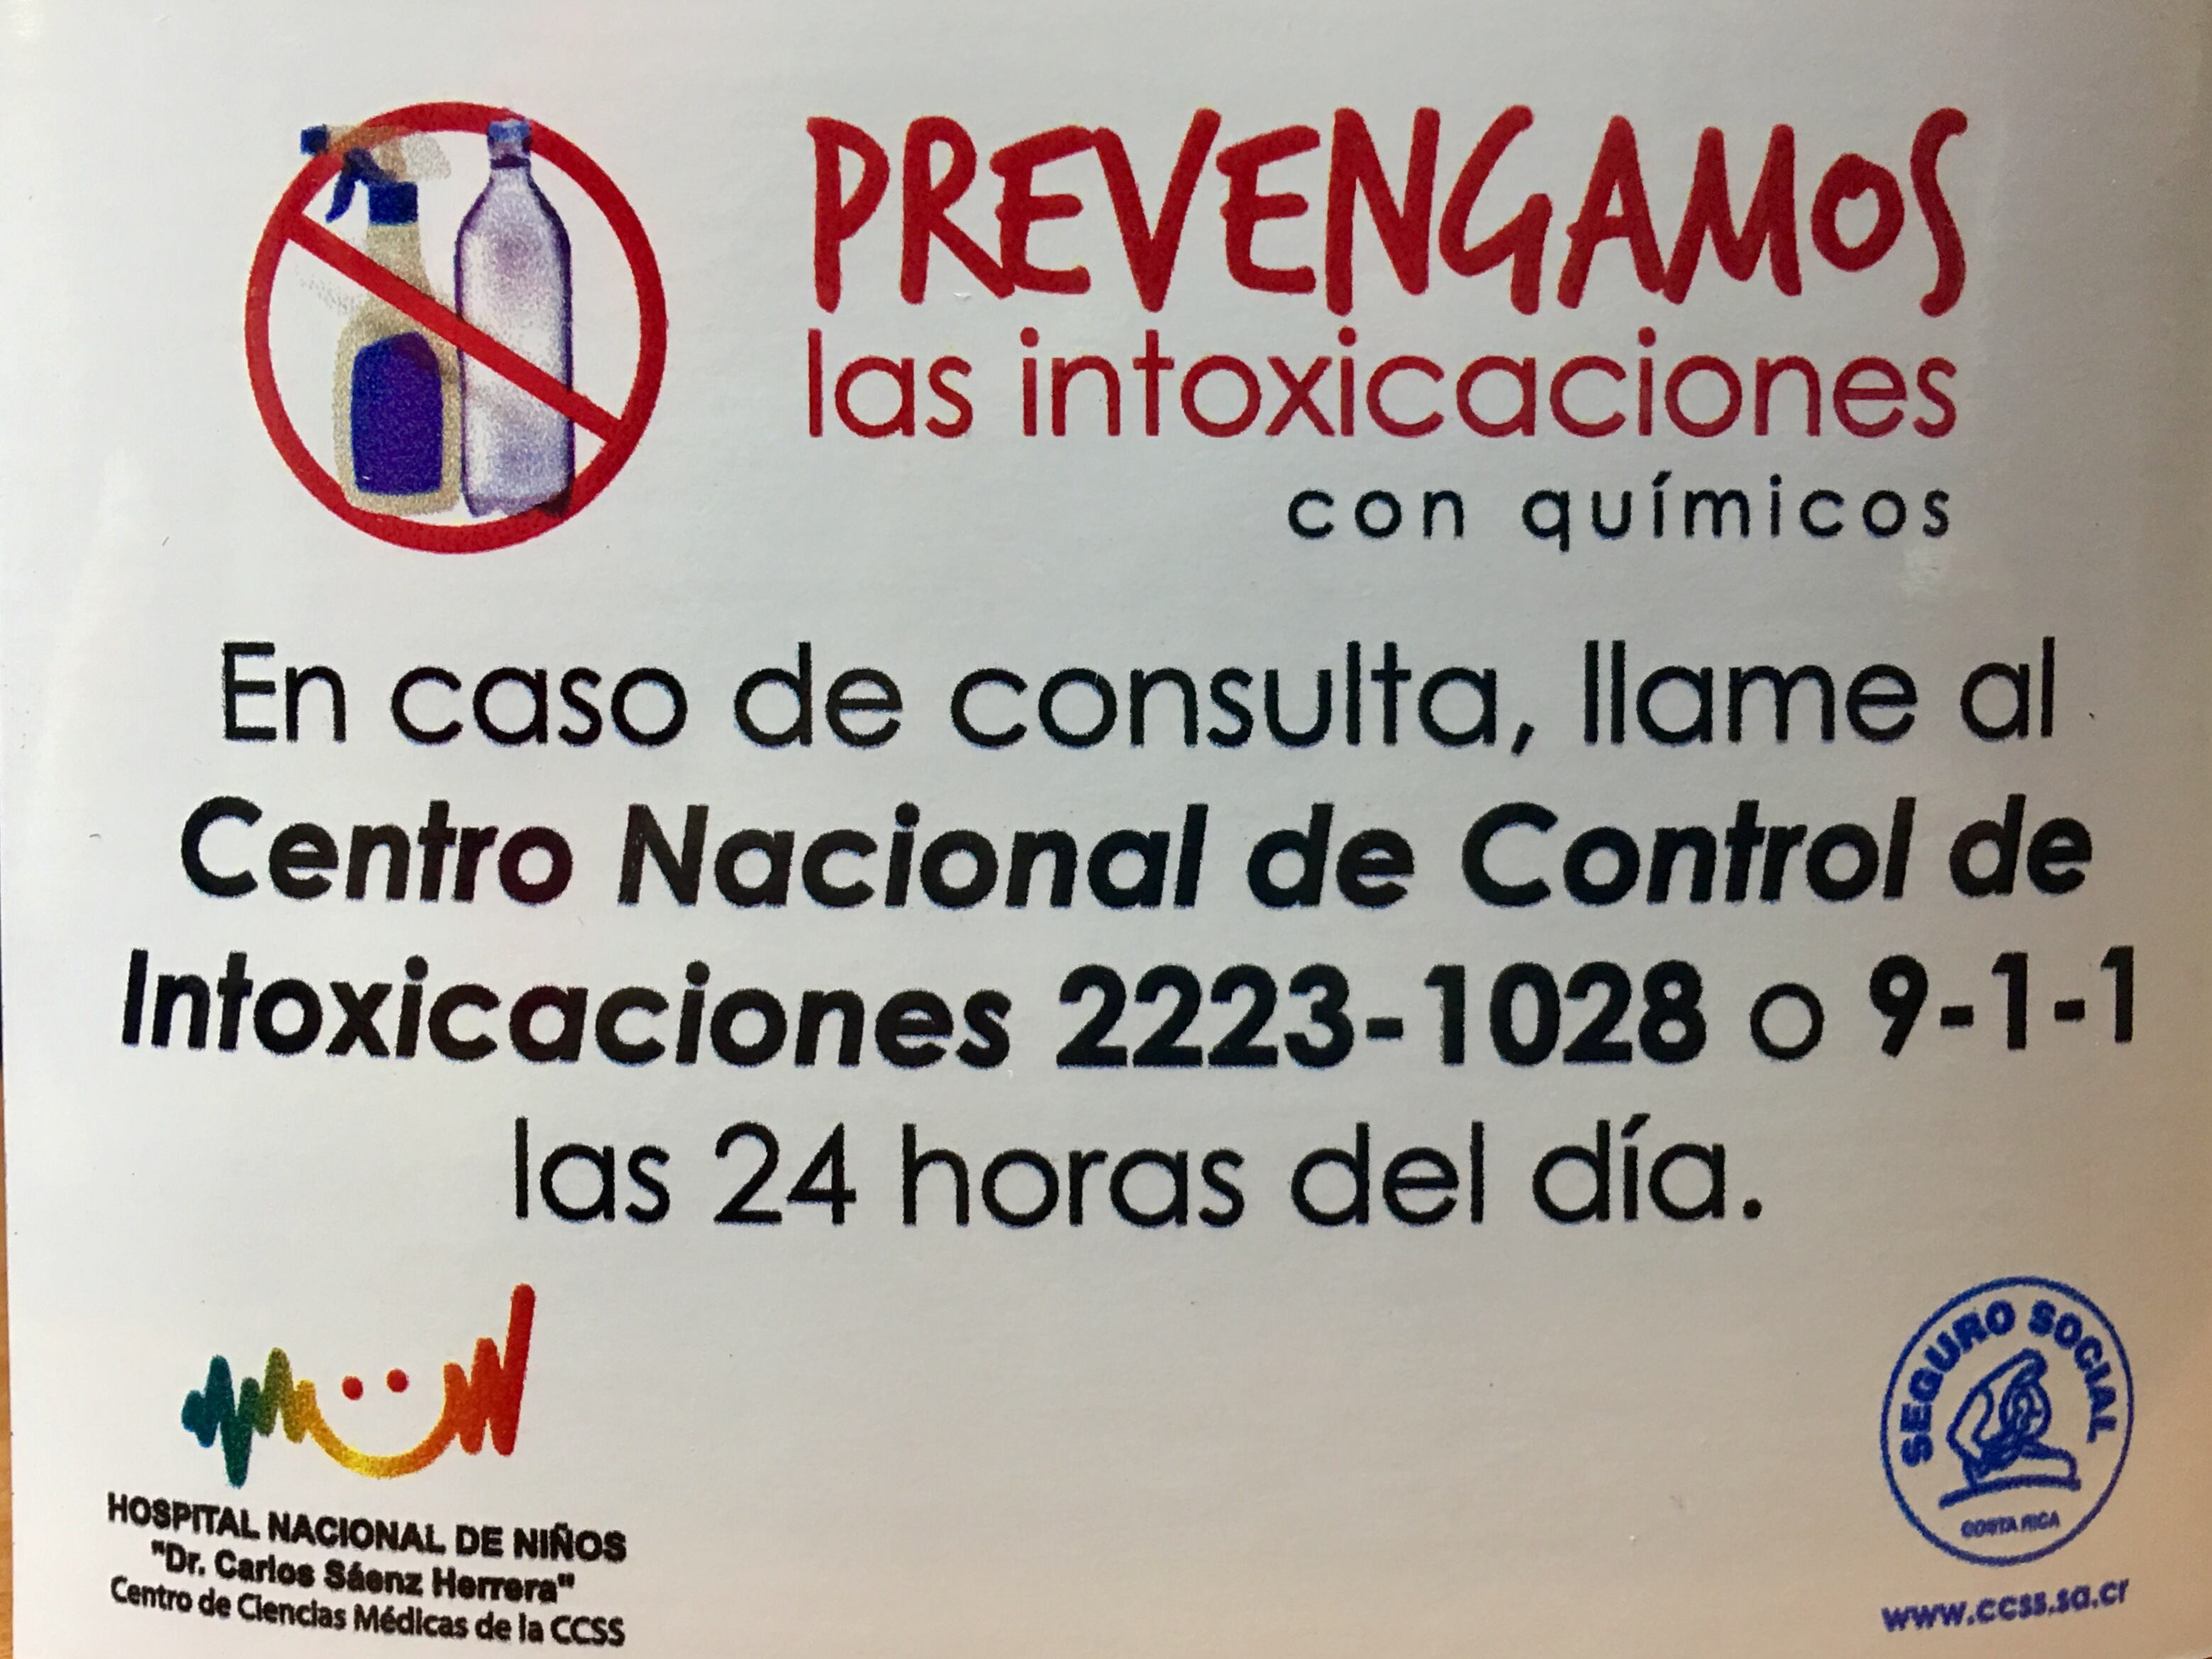 PREVENGAMOS
las intoxicaciones
con químicos
En caso de consulta, llame al
Centro Nacional de Control de
Intoxicaciones 2223-1028 o 9-1-1
las 24 horas del día.
HOSPITAL NACIONAL DE NIÑOS
"Dr. Carlos Sáenz Herrera"
Centro de Ciencias Médicas de la CCSS
SEGURO SOCIAL
COSTA RICA
www.ccss.sa.cr